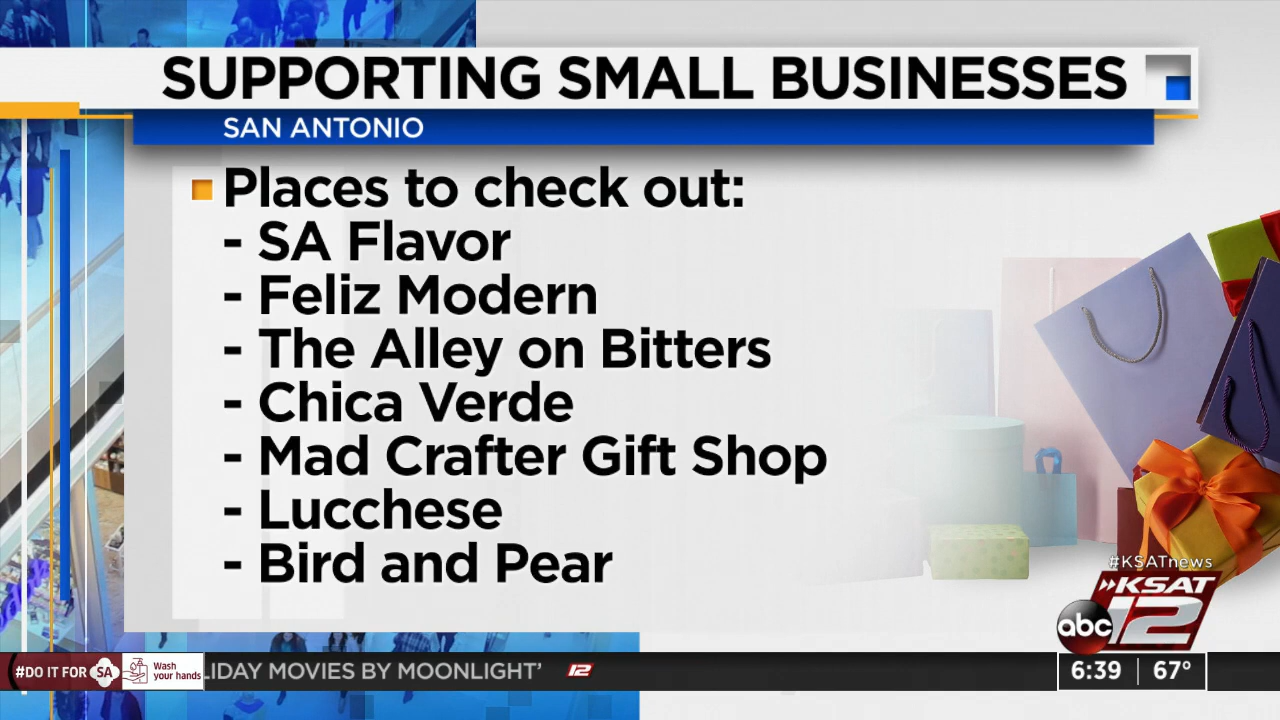 SUPPORTING SMALL BUSINESSES
SAN ANTONIO
Places to check out:
- SA Flavor
- Feliz Modern
- The Alley on Bitters
- Chica Verde
- Mad Crafter Gift Shop
- Lucchese
- Bird and Pear
#KSATnews
KSAT
abc 12
#DO IT FOR SA
Wash
your hands
LIDAY MOVIES BY MOONLIGHT' 12
6:39 67°